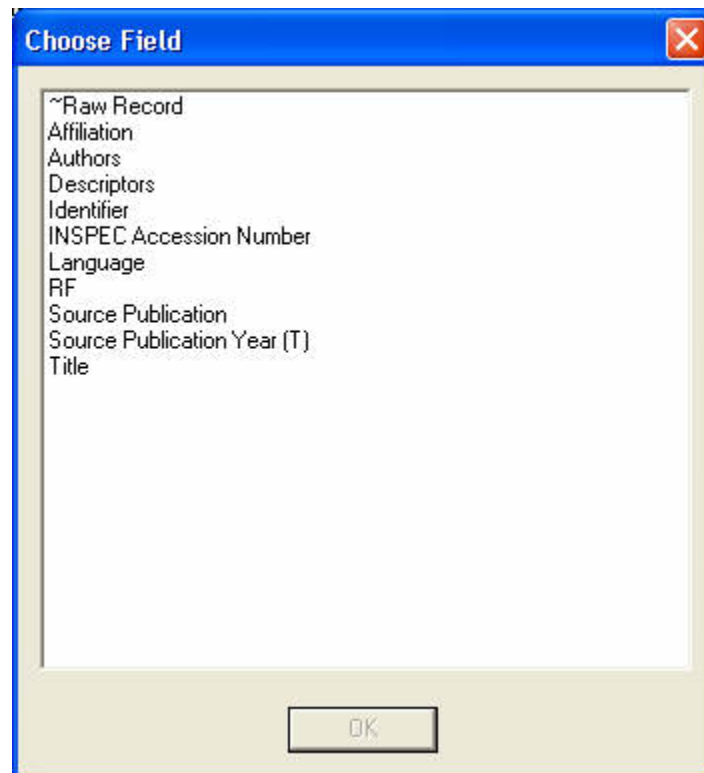 Choose Field
~Raw Record
Affiliation
Authors
Descriptors
Identifier
INSPEC Accession Number
Language
RF
Source Publication
Source Publication Year (T)
Title
OK